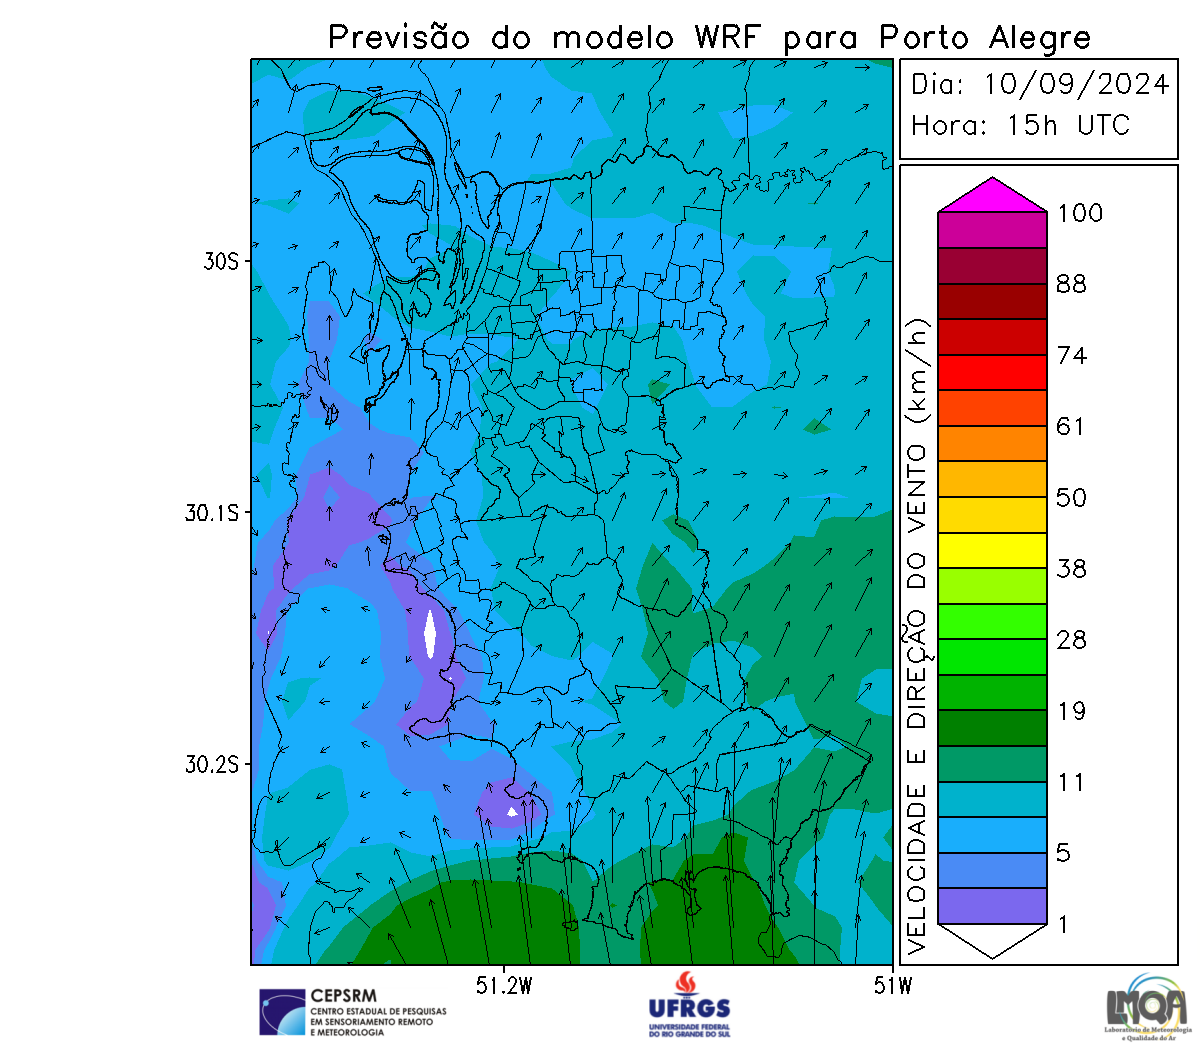 Previsão do modelo WRF para Porto Alegre
Dia: 10/09/2024
Hora: 15h UTC
30S
30.1S
30.2S
51.2W
51W
VELOCIDADE E DIREÇÃO DO VENTO (km/h)
100
88
74
61
50
38
28
19
11
5
1
CEPSRM
CENTRO ESTADUAL DE PESQUISAS
EM SENSORIAMENTO REMOTO
E METEOROLOGIA
UFRGS
UNIVERSIDADE FEDERAL
DO RIO GRANDE DO SUL
LMQA
Laboratório de Meteorologia
e Qualidade do Ar